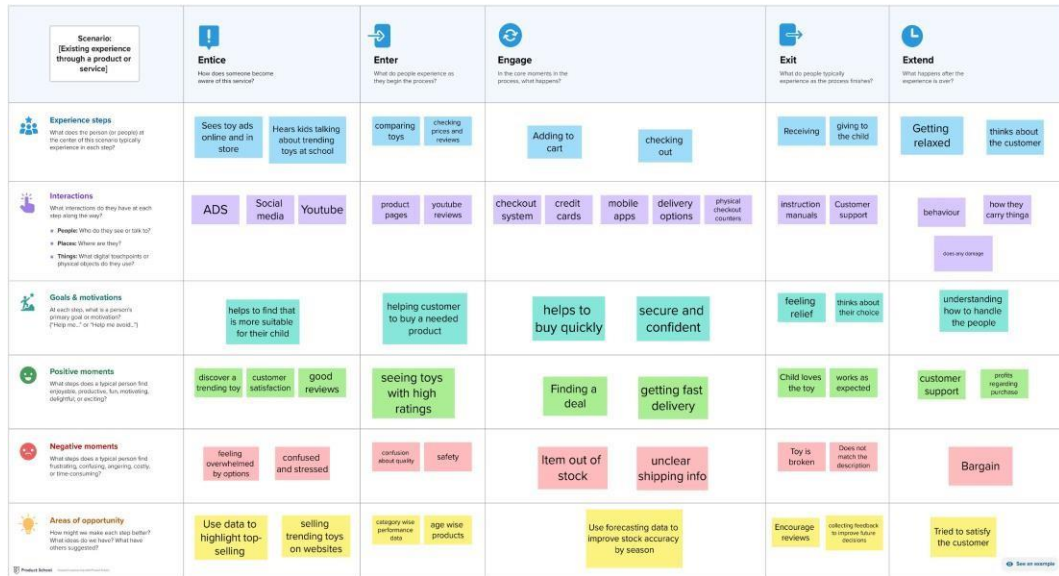 Scenario:
[Existing experience
through a product or
service]
Entice
How does someone become
aware of this service?
Enter
What do people experience as
they begin the process?
Engage
In the core moments in the
process, what happens?
Exit
What do people typically
experience as the process finishes?
Extend
What happens after the
experience is over?
Experience steps
What does the person (or people) at
the center of this scenario typically
experience in each step?
Sees toy ads
online and in
store
Hears kids talking
about trending
toys at school
comparing
toys
checking
prices and
reviews
Adding to
cart
checking
out
Receiving
giving to
the child
Getting
relaxed
thinks about
the customer
Interactions
What interactions do they have at each
step along the way?
People: Who do they see or talk to?
Places: Where are they?
Things: What digital touchpoints or
physical objects do they use?
ADS
Social
media
Youtube
product
pages
youtube
reviews
checkout
system
credit
cards
mobile
apps
delivery
options
physical
checkout
counters
instruction
manuals
Customer
support
behaviour
how they
carry thinga
does any damage
Goals & motivations
At each step, what is a person's
primary goal or motivation?
("Help me..." or "Help me avoid...")
helps to find that
is more suitable
for their child
helping customer
to buy a needed
product
helps to
buy quickly
secure and
confident
feeling
relief
thinks about
their choice
understanding
how to handle
the people
Positive moments
What steps does a typical person find
enjoyable, productive, fun, motivating,
delightful, or exciting?
discover a
trending toy
customer
satisfaction
good
reviews
seeing toys
with high
ratings
Finding a
deal
getting fast
delivery
Child loves
the toy
works as
expected
customer
support
profits
regarding
purchase
Negative moments
What steps does a typical person find
frustrating, confusing, angering, costly,
or time-consuming?
feeling
overwhelmed
by options
confused
and stressed
confusion
about quality
safety
Item out of
stock
unclear
shipping info
Toy is
broken
Does not
match the
description
Bargain
Areas of opportunity
How might we make each step better?
What ideas do we have? What have
others suggested?
Use data to
highlight top-
selling
selling
trending toys
on websites
category wise
performance
data
age wise
products
Use forecasting data to
improve stock accuracy
by season
Encourage
reviews
collecting feedback
to improve future
decisions
Tried to satisfy
the customer
Product School
See an example